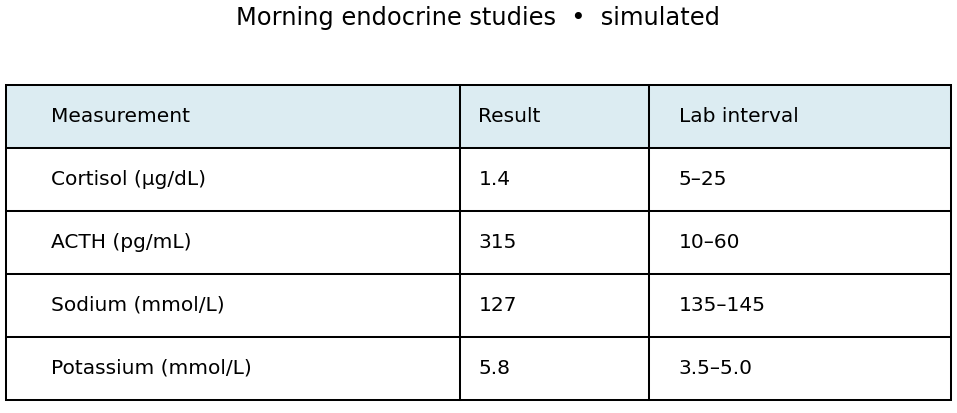 Morning endocrine studies • simulated
Measurement Result Lab interval
Cortisol (µg/dL) 1.4 5–25
ACTH (pg/mL) 315 10–60
Sodium (mmol/L) 127 135–145
Potassium (mmol/L) 5.8 3.5–5.0